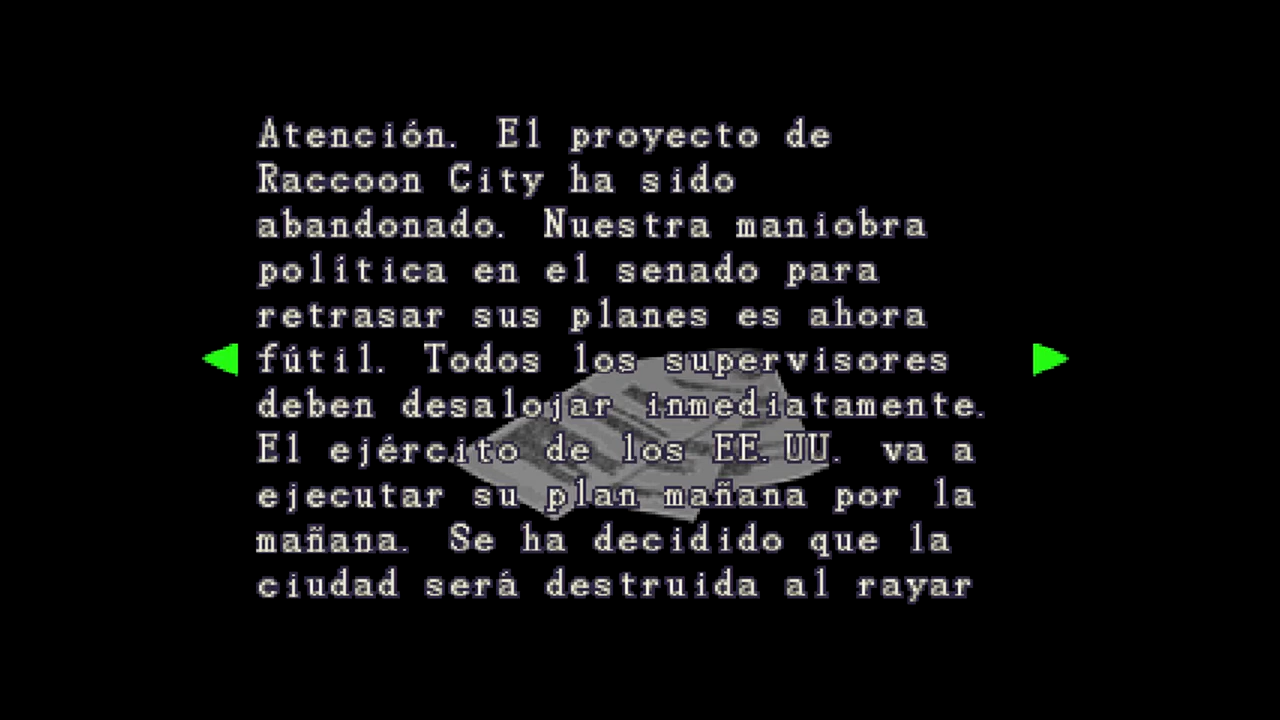 Atención. El proyecto de
Raccoon City ha sido
abandonado. Nuestra maniobra
política en el senado para
retrasar sus planes es ahora
fútil. Todos los supervisores
deben desalojar inmediatamente.
El ejército de los EE.UU. va a
ejecutar su plan mañana por la
mañana. Se ha decidido que la
ciudad será destruida al rayar